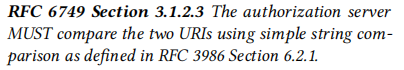 RFC 6749 Section 3.1.2.3 The authorization server
MUST compare the two URIs using simple string com-
parison as defined in RFC 3986 Section 6.2.1.